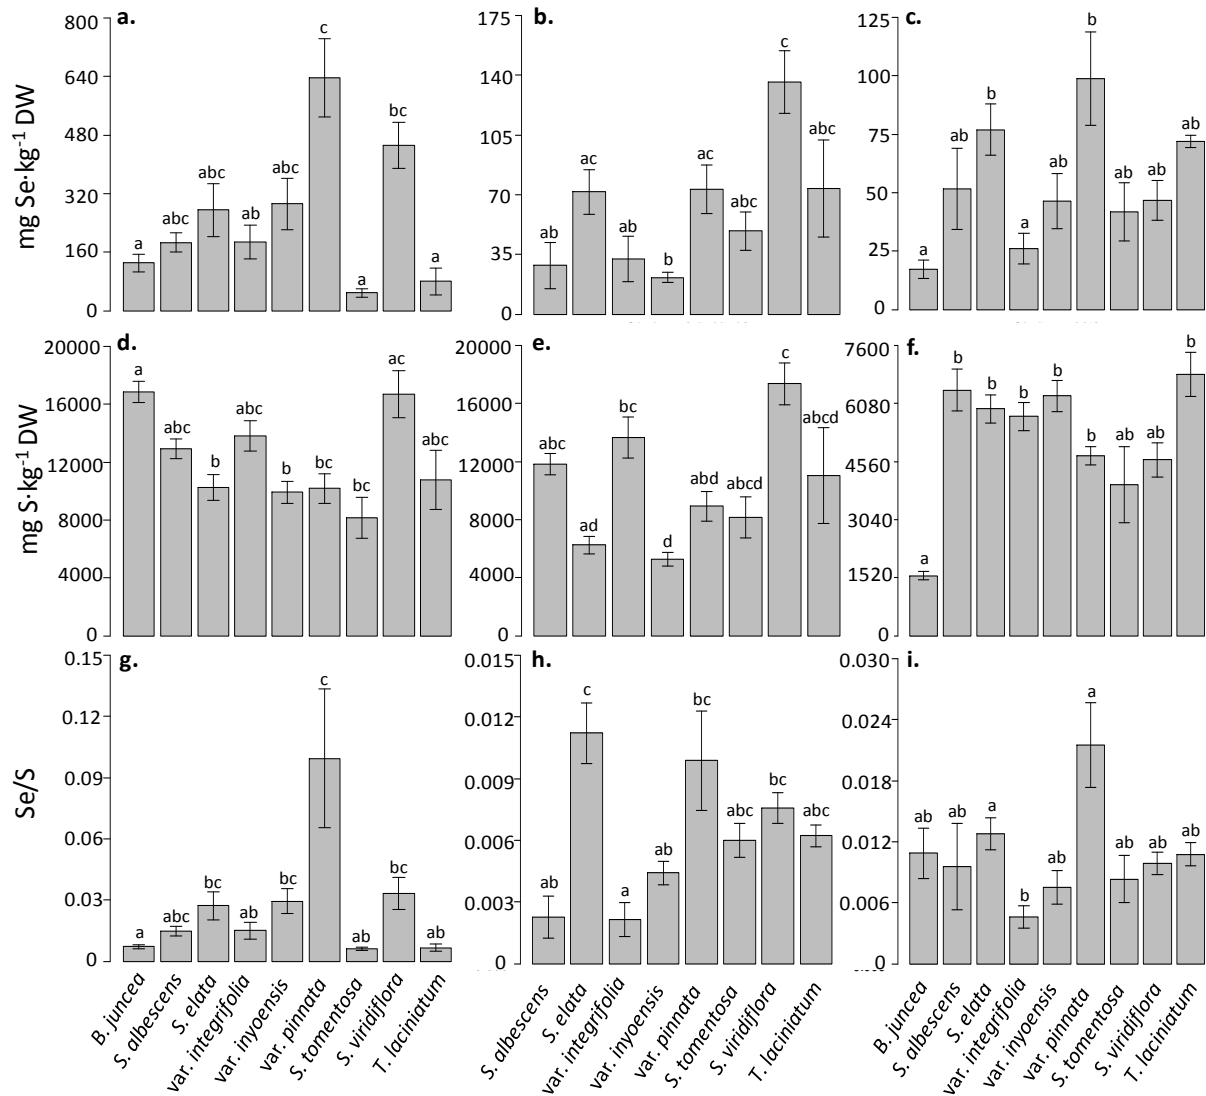 a.
800
640
480
320
160
0
mg Se·kg⁻¹ DW
a
abc
abc
ab
abc
c
a
bc
a
b.
175
140
105
70
35
0
ab
ac
ab
b
ac
abc
c
abc
c.
125
100
75
50
25
0
a
ab
b
a
ab
b
ab
ab
ab
d.
20000
16000
12000
8000
4000
0
mg S·kg⁻¹ DW
a
abc
b
abc
b
bc
bc
ac
abc
e.
20000
16000
12000
8000
4000
0
abc
ad
bc
d
abd
abcd
c
abcd
f.
7600
6080
4560
3040
1520
0
a
b
b
b
b
b
ab
ab
b
g.
0.15
0.12
0.09
0.06
0.03
0
Se/S
a
abc
bc
ab
bc
c
ab
bc
ab
B. juncea
S. albescens
S. elata
var. integrifolia
var. inyoensis
var. pinnata
S. tomentosa
S. viridiflora
T. laciniatum
h.
0.015
0.012
0.009
0.006
0.003
0
ab
c
a
ab
bc
abc
bc
abc
S. albescens
S. elata
var. integrifolia
var. inyoensis
var. pinnata
S. tomentosa
S. viridiflora
T. laciniatum
i.
0.030
0.024
0.018
0.012
0.006
0
ab
ab
a
b
ab
a
ab
ab
ab
B. juncea
S. albescens
S. elata
var. integrifolia
var. inyoensis
var. pinnata
S. tomentosa
S. viridiflora
T. laciniatum